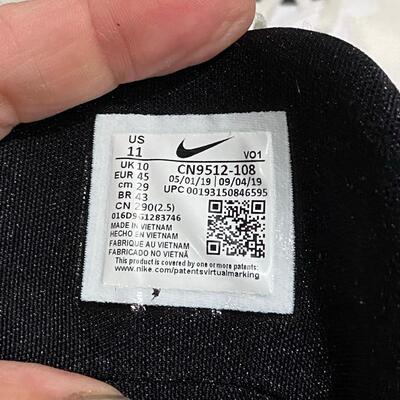 US
11
VO1
UK 10
CN9512-108
EUR 45
05/01/19 | 09/04/19
cm 29
UPC 00193150846595
BR 43
CN 290(2.5)
016D9G1283746
MADE IN VIETNAM
HECHO EN VIETNAM
FABRIQUE AU VIETNAM
FABRICADO NO VIETNÃ
This product is covered by one or more patents:
www.nike.com/patentsvirtualmarking